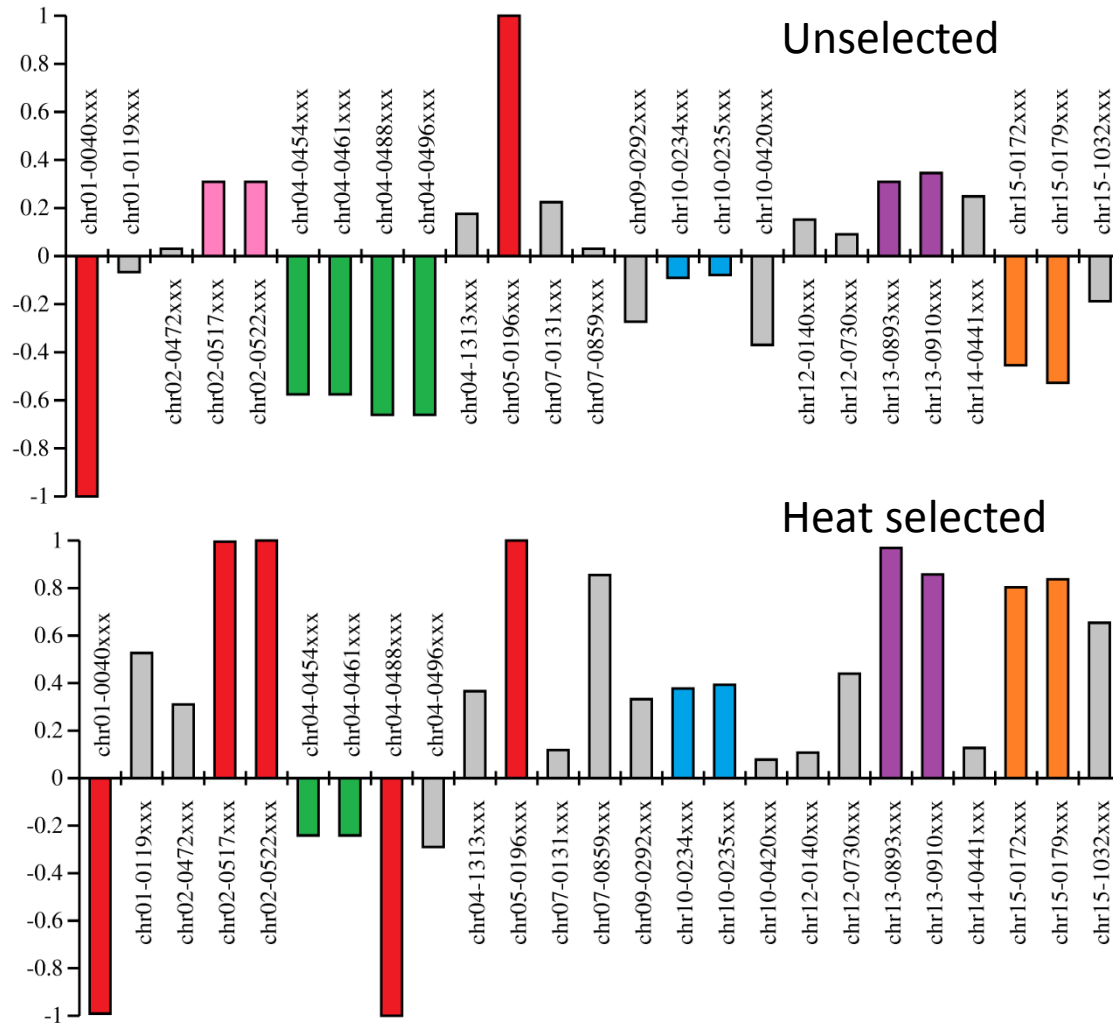 Unselected
1
0.8
0.6
0.4
0.2
0
-0.2
-0.4
-0.6
-0.8
-1
chr01-0040xxx
chr01-0119xxx
chr02-0472xxx
chr02-0517xxx
chr02-0522xxx
chr04-0454xxx
chr04-0461xxx
chr04-0488xxx
chr04-0496xxx
chr04-1313xxx
chr05-0196xxx
chr07-0131xxx
chr07-0859xxx
chr09-0292xxx
chr10-0234xxx
chr10-0235xxx
chr10-0420xxx
chr12-0140xxx
chr12-0730xxx
chr13-0893xxx
chr13-0910xxx
chr14-0441xxx
chr15-0172xxx
chr15-0179xxx
chr15-1032xxx
Heat selected
1
0.8
0.6
0.4
0.2
0
-0.2
-0.4
-0.6
-0.8
-1
chr01-0040xxx
chr01-0119xxx
chr02-0472xxx
chr02-0517xxx
chr02-0522xxx
chr04-0454xxx
chr04-0461xxx
chr04-0488xxx
chr04-0496xxx
chr04-1313xxx
chr05-0196xxx
chr07-0131xxx
chr07-0859xxx
chr09-0292xxx
chr10-0234xxx
chr10-0235xxx
chr10-0420xxx
chr12-0140xxx
chr12-0730xxx
chr13-0893xxx
chr13-0910xxx
chr14-0441xxx
chr15-0172xxx
chr15-0179xxx
chr15-1032xxx